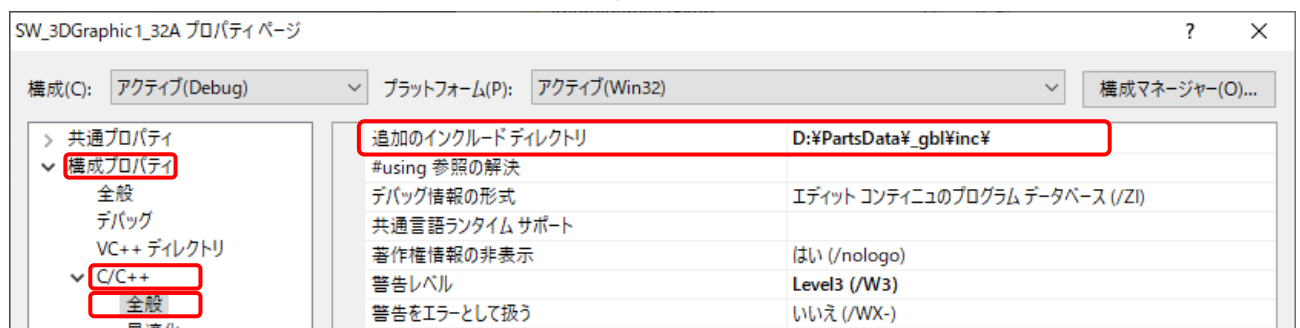 SW_3DGraphic1_32A プロパティ ページ ? ×
構成(C): アクティブ(Debug) プラットフォーム(P): アクティブ(Win32) 構成マネージャー(O)...
共通プロパティ
構成プロパティ
全般
デバッグ
VC++ ディレクトリ
C/C++
全般
最適化
追加のインクルード ディレクトリ D:¥PartsData¥_gbl¥inc¥
#using 参照の解決
デバッグ情報の形式 エディット コンティニュのプログラム データベース (/ZI)
共通言語ランタイム サポート
著作権情報の非表示 はい (/nologo)
警告レベル Level3 (/W3)
警告をエラーとして扱う いいえ (/WX-)